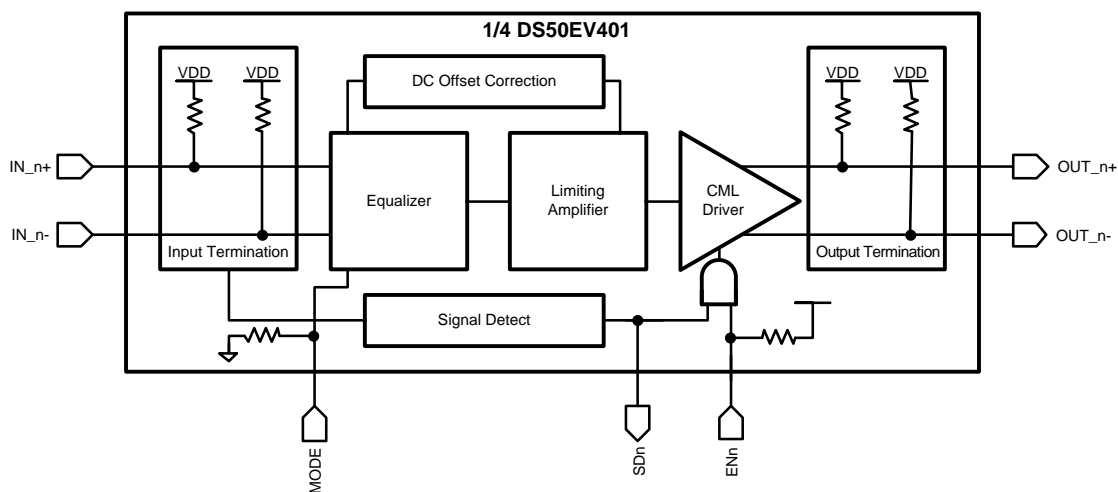 1/4 DS50EV401
VDD
VDD
DC Offset Correction
VDD
VDD
IN_n+
OUT_n+
Equalizer
Limiting
Amplifier
CML
Driver
IN_n-
OUT_n-
Input Termination
Output Termination
Signal Detect
MODE
SDn
ENn